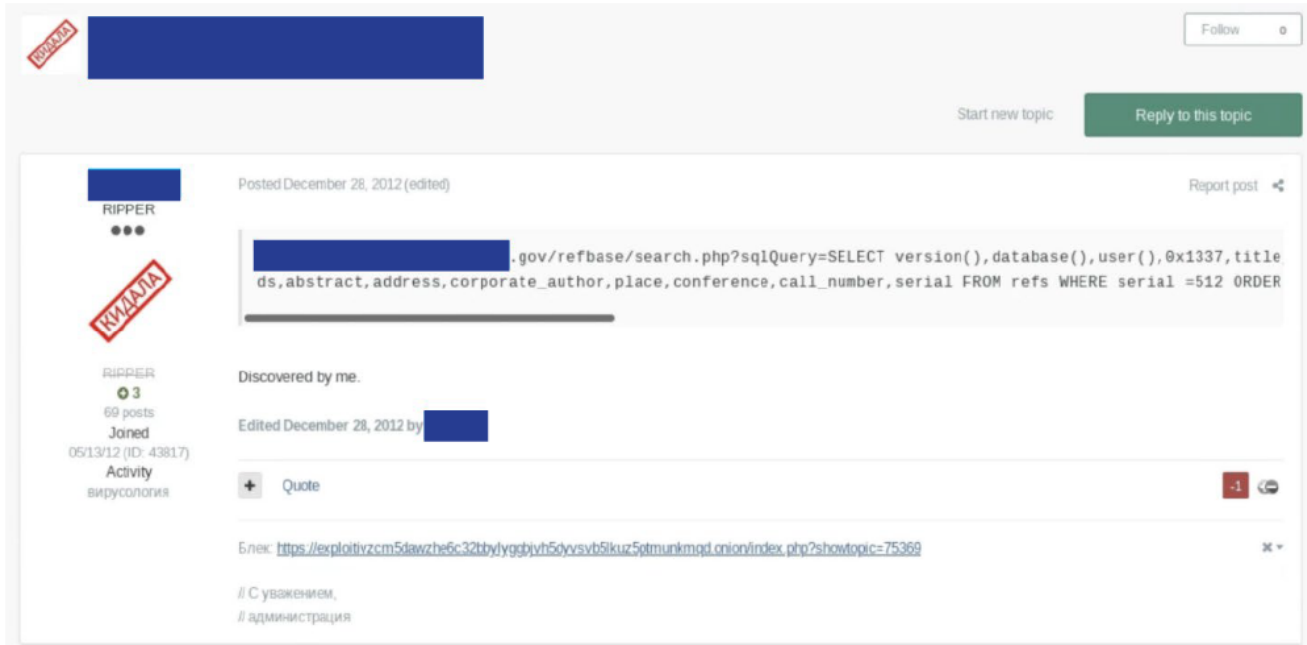 КИДАЛА
Follow 0
Start new topic
Reply to this topic
RIPPER
Posted December 28, 2012 (edited)
Report post
.gov/refbase/search.php?sqlQuery=SELECT version(),database(),user(),0x1337,title,
ds,abstract,address,corporate_author,place,conference,call_number,serial FROM refs WHERE serial =512 ORDER
КИДАЛА
RIPPER
3
69 posts
Joined
05/13/12 (ID: 43817)
Activity
вирусология
Discovered by me.
Edited December 28, 2012 by
+ Quote
-1
Блек: https://exploitivzcm5dawzhe6c32bbylyggbjvh5dyvsvb5lkuz5ptmunkmqd.onion/index.php?showtopic=75369
// С уважением,
// администрация